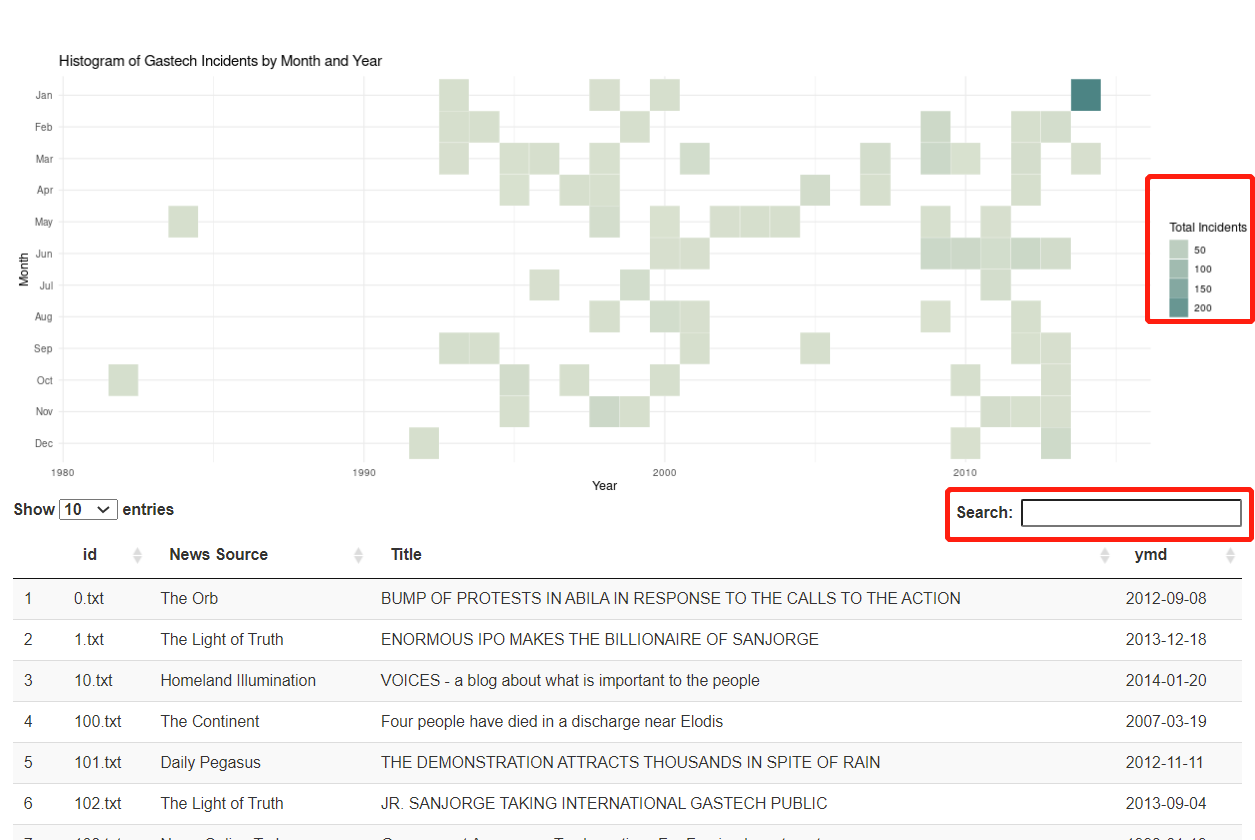 Histogram of Gastech Incidents by Month and Year
Jan
Feb
Mar
Apr
May
Jun
Jul
Aug
Sep
Oct
Nov
Dec
Month
1980 1990 2000 2010
Year
Total Incidents
50
100
150
200
Show 10 entries Search:
id News Source Title ymd
1 0.txt The Orb BUMP OF PROTESTS IN ABILA IN RESPONSE TO THE CALLS TO THE ACTION 2012-09-08
2 1.txt The Light of Truth ENORMOUS IPO MAKES THE BILLIONAIRE OF SANJORGE 2013-12-18
3 10.txt Homeland Illumination VOICES - a blog about what is important to the people 2014-01-20
4 100.txt The Continent Four people have died in a discharge near Elodis 2007-03-19
5 101.txt Daily Pegasus THE DEMONSTRATION ATTRACTS THOUSANDS IN SPITE OF RAIN 2012-11-11
6 102.txt The Light of Truth JR. SANJORGE TAKING INTERNATIONAL GASTECH PUBLIC 2013-09-04